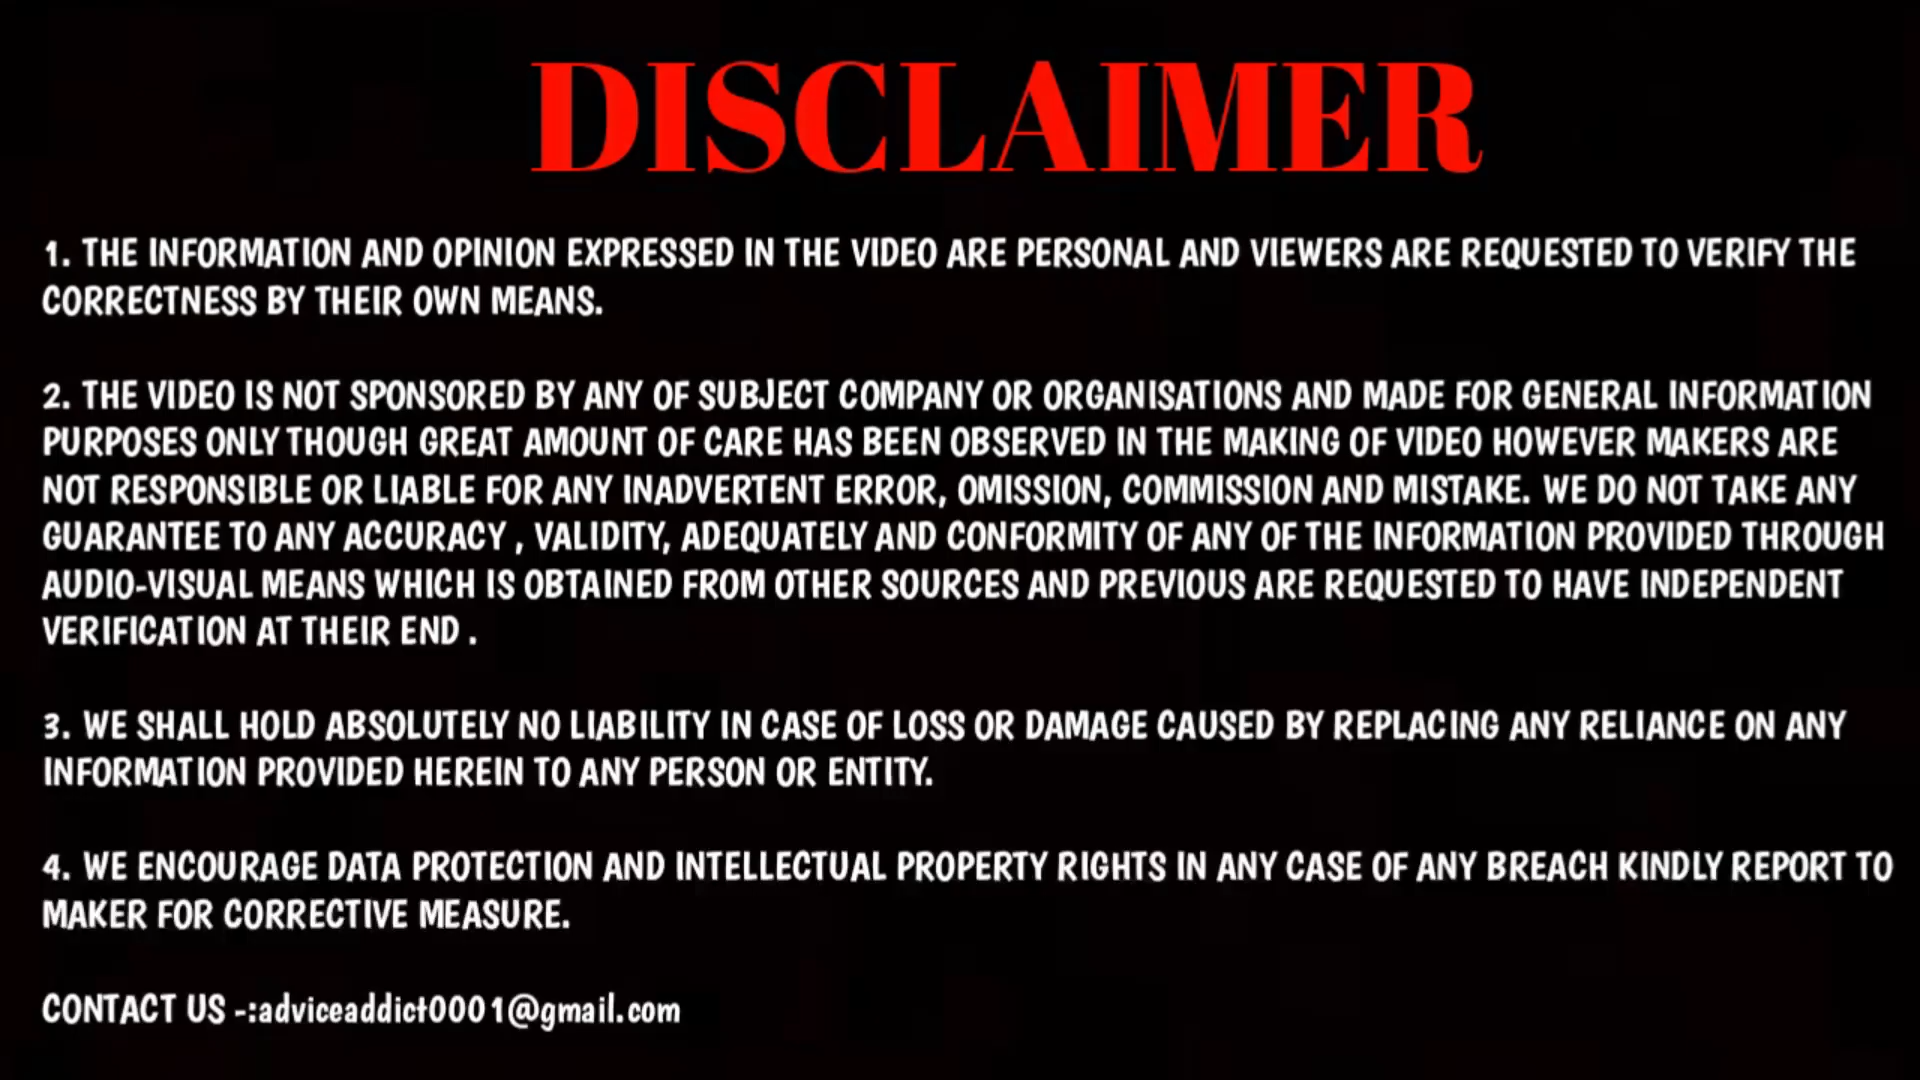 DISCLAIMER
1. THE INFORMATION AND OPINION EXPRESSED IN THE VIDEO ARE PERSONAL AND VIEWERS ARE REQUESTED TO VERIFY THE
CORRECTNESS BY THEIR OWN MEANS.
2. THE VIDEO IS NOT SPONSORED BY ANY OF SUBJECT COMPANY OR ORGANISATIONS AND MADE FOR GENERAL INFORMATION
PURPOSES ONLY THOUGH GREAT AMOUNT OF CARE HAS BEEN OBSERVED IN THE MAKING OF VIDEO HOWEVER MAKERS ARE
NOT RESPONSIBLE OR LIABLE FOR ANY INADVERTENT ERROR, OMISSION, COMMISSION AND MISTAKE. WE DO NOT TAKE ANY
GUARANTEE TO ANY ACCURACY , VALIDITY, ADEQUATELY AND CONFORMITY OF ANY OF THE INFORMATION PROVIDED THROUGH
AUDIO-VISUAL MEANS WHICH IS OBTAINED FROM OTHER SOURCES AND PREVIOUS ARE REQUESTED TO HAVE INDEPENDENT
VERIFICATION AT THEIR END .
3. WE SHALL HOLD ABSOLUTELY NO LIABILITY IN CASE OF LOSS OR DAMAGE CAUSED BY REPLACING ANY RELIANCE ON ANY
INFORMATION PROVIDED HEREIN TO ANY PERSON OR ENTITY.
4. WE ENCOURAGE DATA PROTECTION AND INTELLECTUAL PROPERTY RIGHTS IN ANY CASE OF ANY BREACH KINDLY REPORT TO
MAKER FOR CORRECTIVE MEASURE.
CONTACT US -:adviceaddict0001@gmail.com